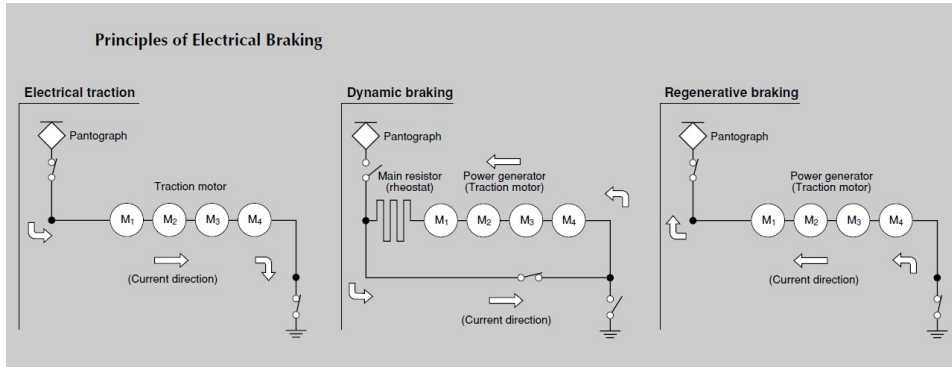 Principles of Electrical Braking
Electrical traction
Pantograph
Traction motor
M₁ M₂ M₃ M₄
(Current direction)
Dynamic braking
Pantograph
Main resistor
(rheostat)
Power generator
(Traction motor)
M₁ M₂ M₃ M₄
(Current direction)
Regenerative braking
Pantograph
Power generator
(Traction motor)
M₁ M₂ M₃ M₄
(Current direction)